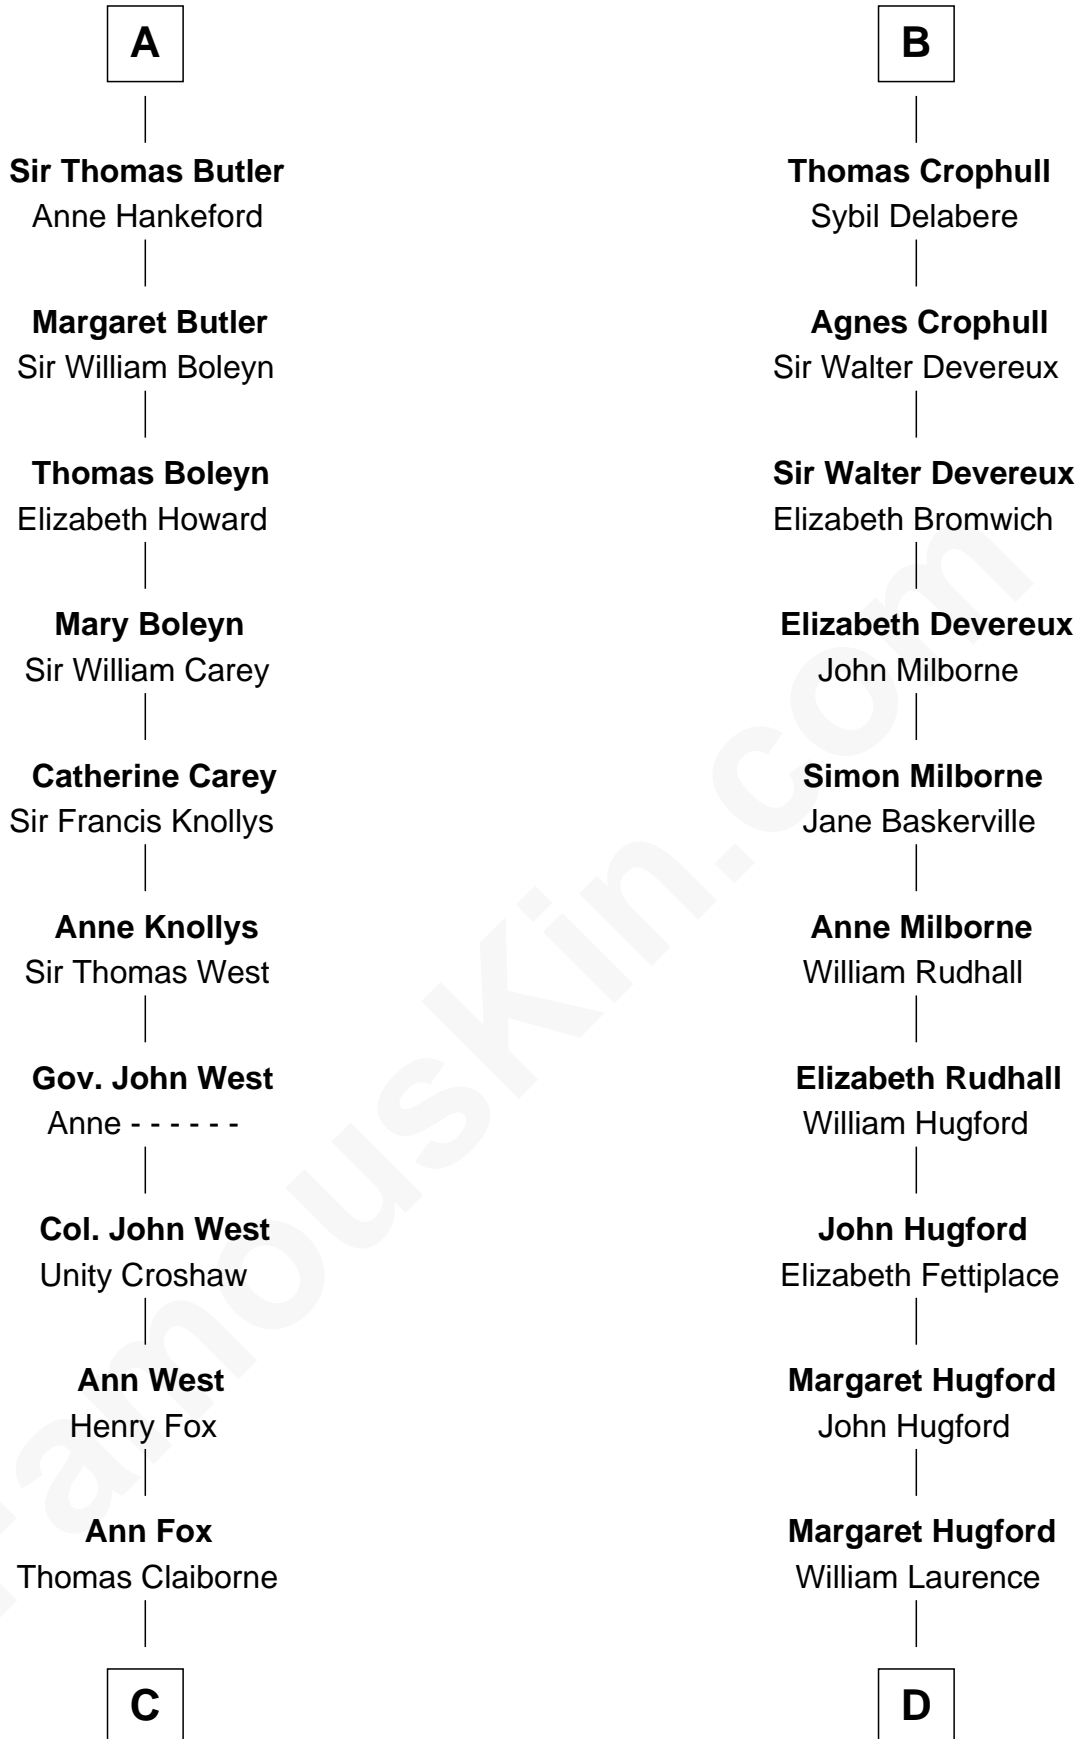 A
Sir Thomas Butler
Anne Hankeford
Margaret Butler
Sir William Boleyn
Thomas Boleyn
Elizabeth Howard
Mary Boleyn
Sir William Carey
Catherine Carey
Sir Francis Knollys
Anne Knollys
Sir Thomas West
Gov. John West
Anne - - - - - -
Col. John West
Unity Croshaw
Ann West
Henry Fox
Ann Fox
Thomas Claiborne
C
B
Thomas Crophull
Sybil Delabere
Agnes Crophull
Sir Walter Devereux
Sir Walter Devereux
Elizabeth Bromwich
Elizabeth Devereux
John Milborne
Simon Milborne
Jane Baskerville
Anne Milborne
William Rudhall
Elizabeth Rudhall
William Hugford
John Hugford
Elizabeth Fettiplace
Margaret Hugford
John Hugford
Margaret Hugford
William Laurence
D
FamousKin.com